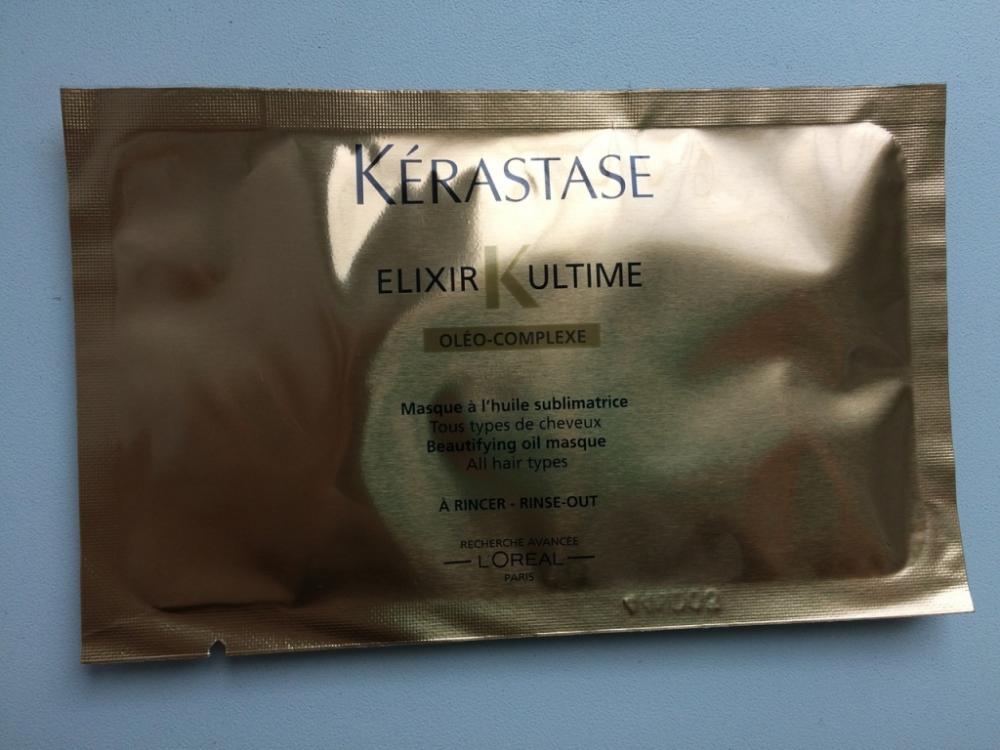 KÉRASTASE
ELIXIR K ULTIME
OLÉO-COMPLEXE
Masque à l'huile sublimatrice
Tous types de cheveux
Beautifying oil masque
All hair types
À RINCER - RINSE-OUT
RECHERCHE AVANCÉE
L'ORÉAL
PARIS